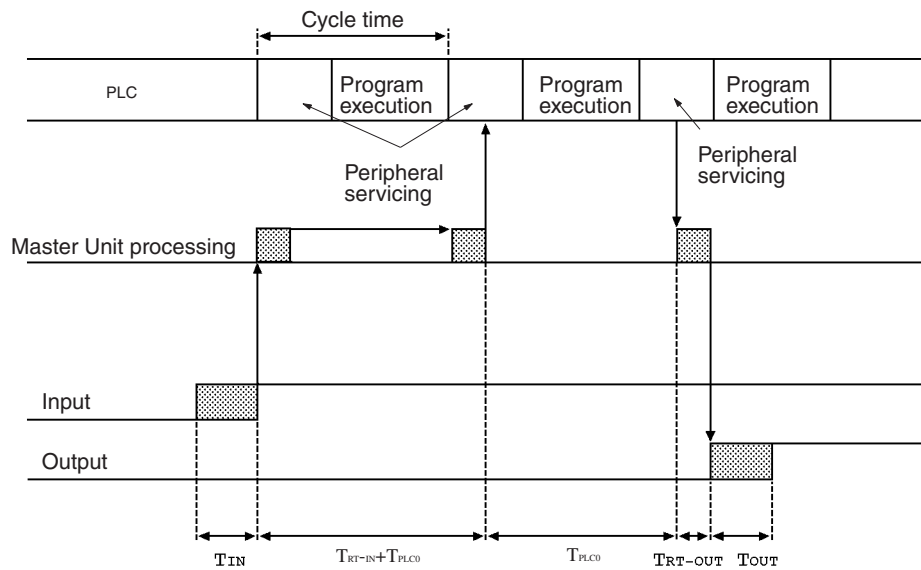 Cycle time
PLC
Program
execution
Program
execution
Program
execution
Peripheral
servicing
Peripheral
servicing
Master Unit processing
Input
Output
TIN
TRT-IN+TPLC0
TPLC0
TRT-OUT
TOUT